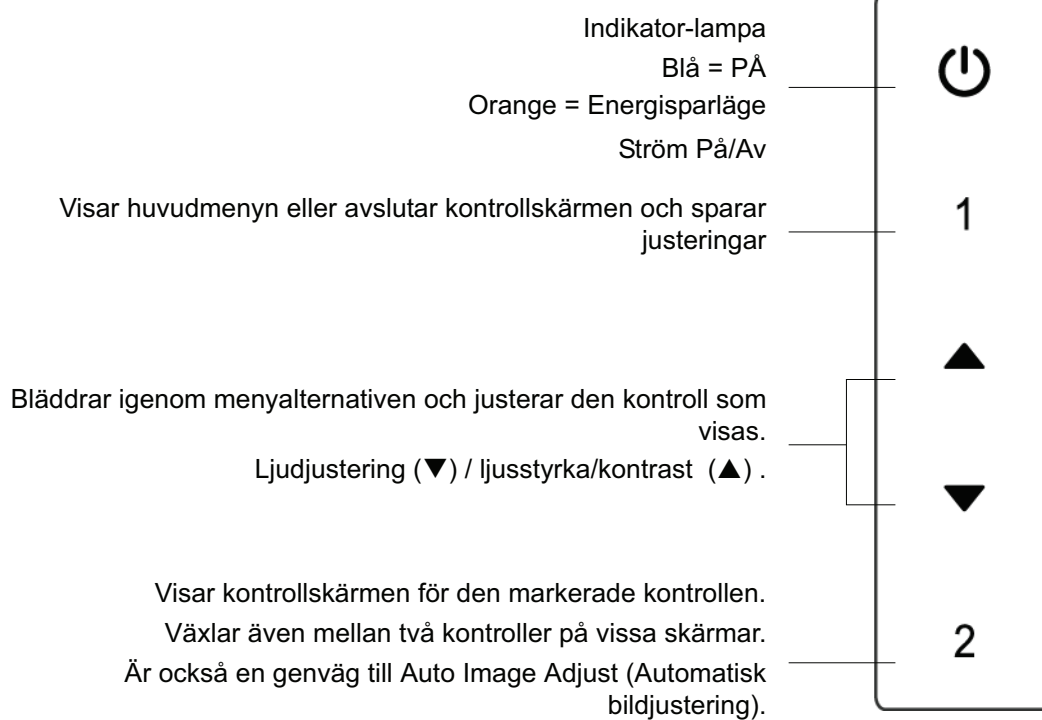 Indikator-lampa
Blå = PÅ
Orange = Energisparläge
Ström På/Av
Visar huvudmenyn eller avslutar kontrollskärmen och sparar
justeringar
1
Bläddrar igenom menyalternativen och justerar den kontroll som
visas.
Ljudjustering (▼) / ljusstyrka/kontrast (▲) .
Visar kontrollskärmen för den markerade kontrollen.
Växlar även mellan två kontroller på vissa skärmar.
Är också en genväg till Auto Image Adjust (Automatisk
bildjustering).
2